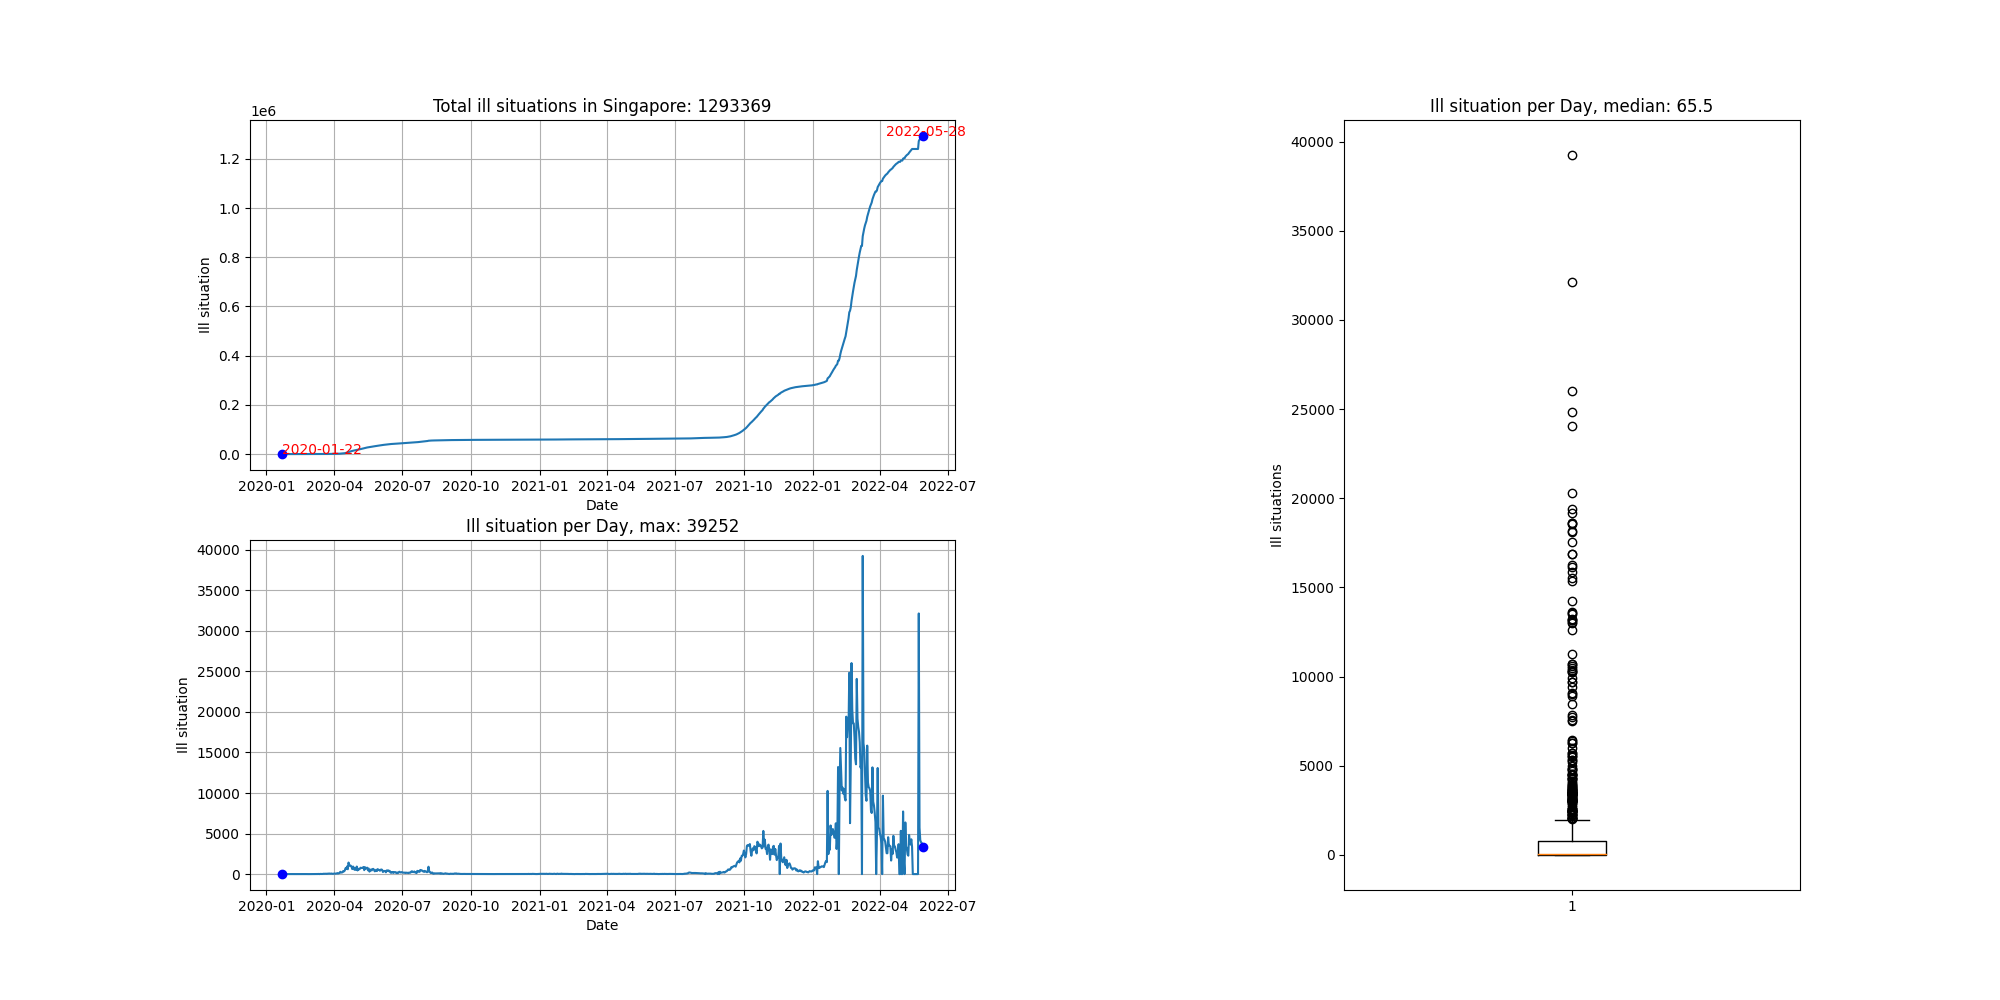 Total ill situations in Singapore: 1293369
1e6
Ill situation
1.2
1.0
0.8
0.6
0.4
0.2
0.0
2022-05-28
2020-01-22
2020-01 2020-04 2020-07 2020-10 2021-01 2021-04 2021-07 2021-10 2022-01 2022-04 2022-07
Date
Ill situation per Day, max: 39252
Ill situation
40000
35000
30000
25000
20000
15000
10000
5000
0
2020-01 2020-04 2020-07 2020-10 2021-01 2021-04 2021-07 2021-10 2022-01 2022-04 2022-07
Date
Ill situation per Day, median: 65.5
Ill situations
40000
35000
30000
25000
20000
15000
10000
5000
0
1